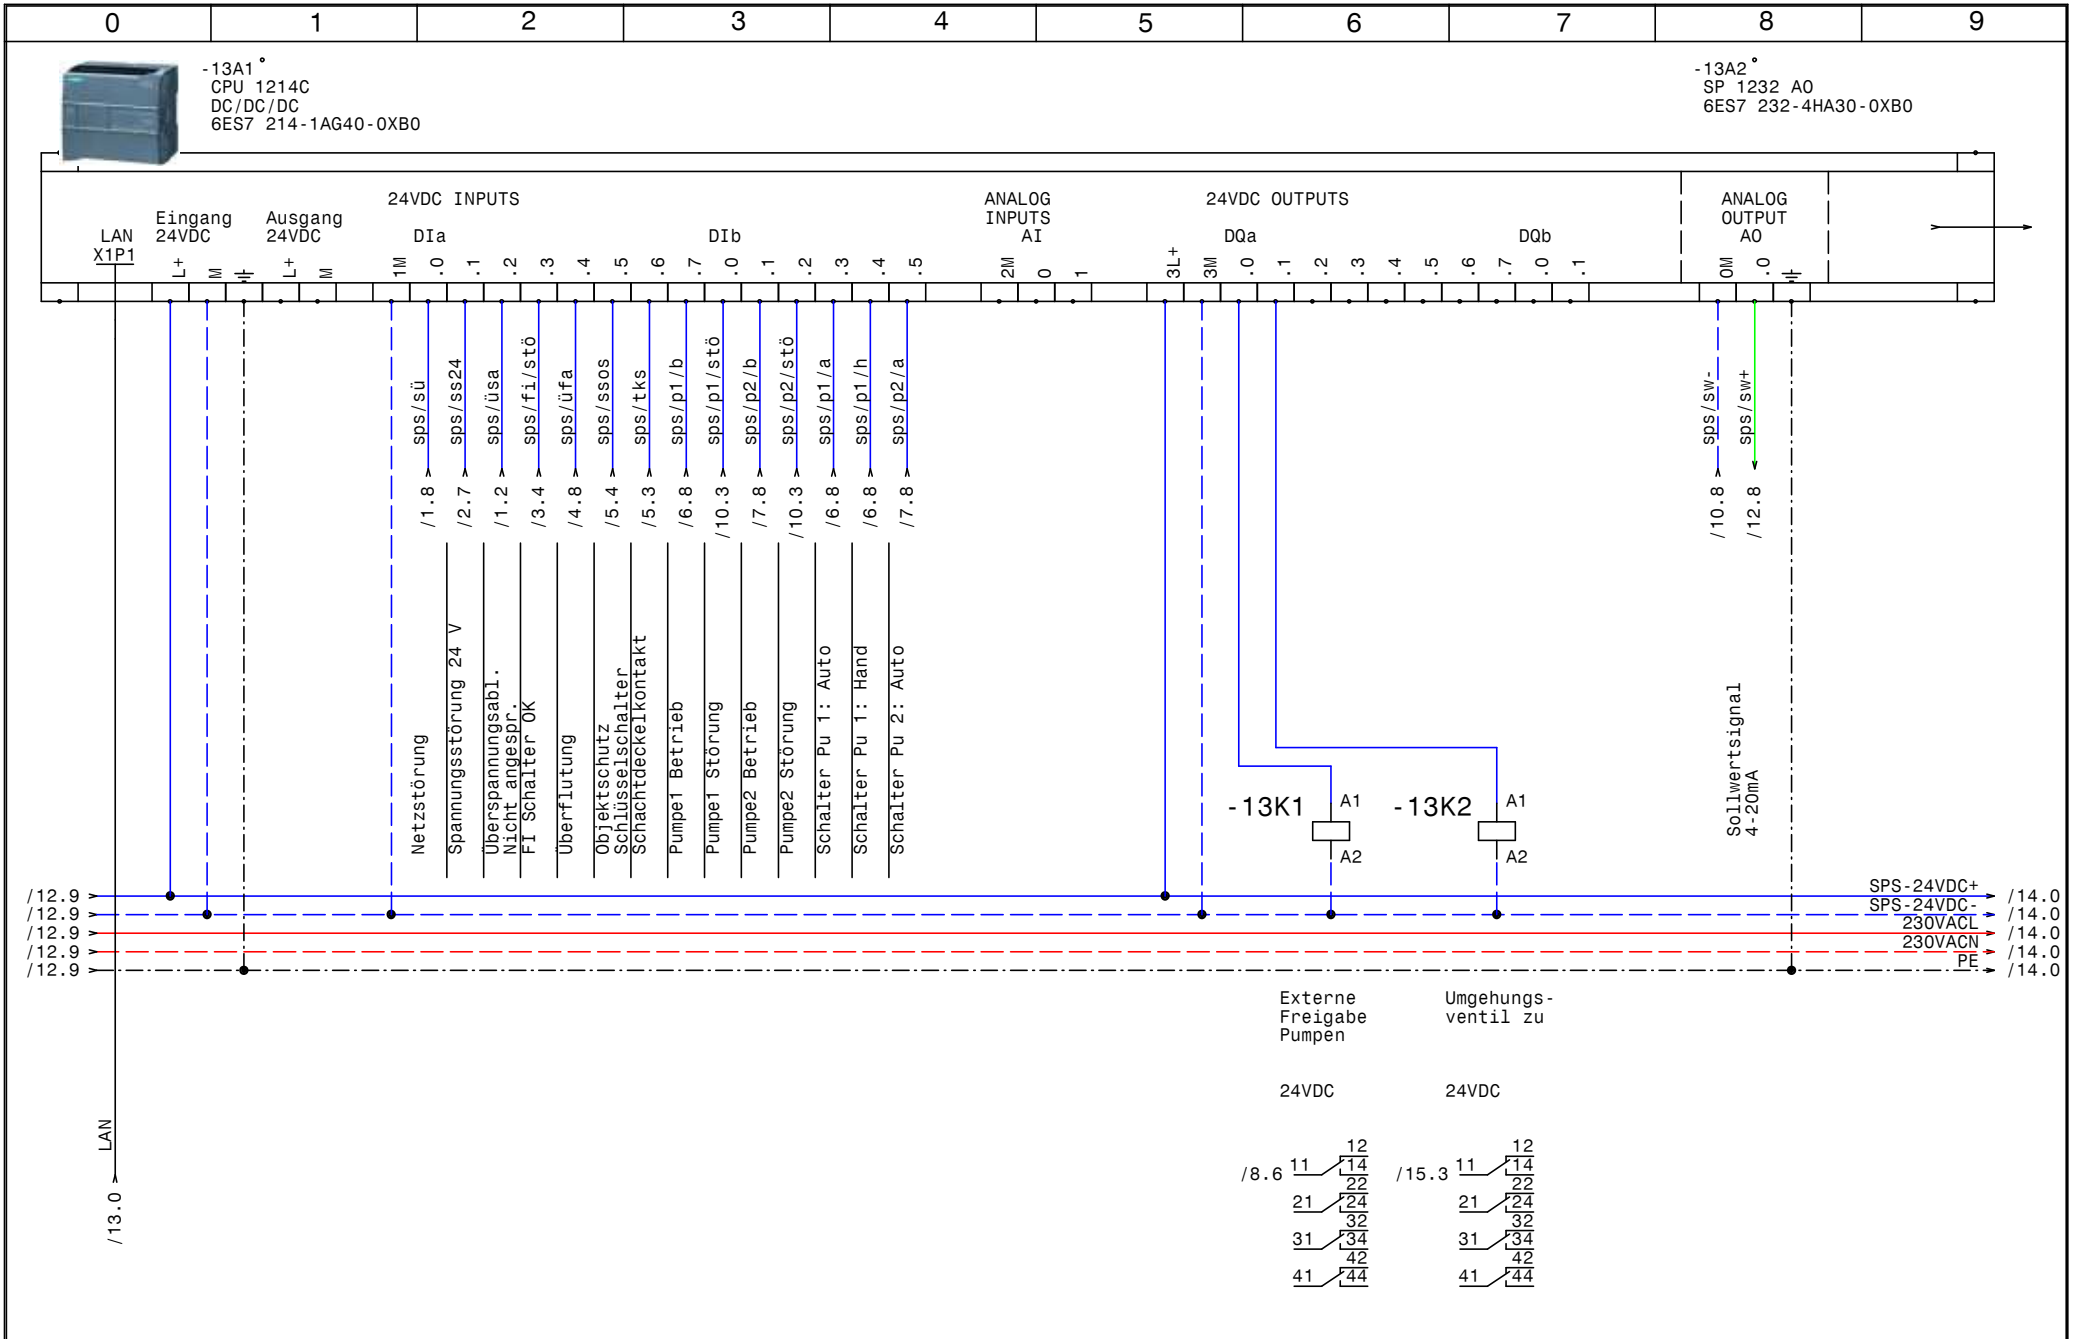 0 1 2 3 4 5 6 7 8 9
-13A1
CPU 1214C
DC/DC/DC
6ES7 214-1AG40-0XB0
-13A2
SP 1232 AO
6ES7 232-4HA30-0XB0
24VDC INPUTS
ANALOG
INPUTS
AI
24VDC OUTPUTS
ANALOG
OUTPUT
AO
LAN
X1P1
Eingang
24VDC
Ausgang
24VDC
DIa
DIb
DQa
DQb
L+
M
L+
M
1M
.0
.1
.2
.3
.4
.5
.6
.7
.0
.1
.2
.3
.4
.5
2M
0
1
3L+
3M
.0
.1
.2
.3
.4
.5
.6
.7
.0
.1
0M
.0
sps/sü
sps/ss24
sps/üsa
sps/fi/stö
sps/üfa
sps/ssos
sps/tks
sps/p1/b
sps/p1/stö
sps/p2/b
sps/p2/stö
sps/p1/a
sps/p1/h
sps/p2/a
sps/sw-
sps/sw+
/1.8
/2.7
/1.2
/3.4
/4.8
/5.4
/5.3
/6.8
/10.3
/7.8
/10.3
/6.8
/6.8
/7.8
/10.8
/12.8
Netzstörung
Spannungsstörung 24 V
Überspannungsabl.
Nicht angespr.
FI Schalter OK
Überflutung
Objektschutz
Schlüsselschalter
Schachtdeckelkontakt
Pumpe1 Betrieb
Pumpe1 Störung
Pumpe2 Betrieb
Pumpe2 Störung
Schalter Pu 1: Auto
Schalter Pu 1: Hand
Schalter Pu 2: Auto
Sollwertsignal
4-20mA
-13K1
A1
A2
-13K2
A1
A2
/12.9 SPS-24VDC+ /14.0
/12.9 SPS-24VDC- /14.0
/12.9 230VACL /14.0
/12.9 230VACN /14.0
/12.9 PE /14.0
Externe
Freigabe
Pumpen
Umgehungs-
ventil zu
24VDC
24VDC
LAN
/13.0
12
/8.6 11 14
22
21 24
32
31 34
42
41 44
12
/15.3 11 14
22
21 24
32
31 34
42
41 44